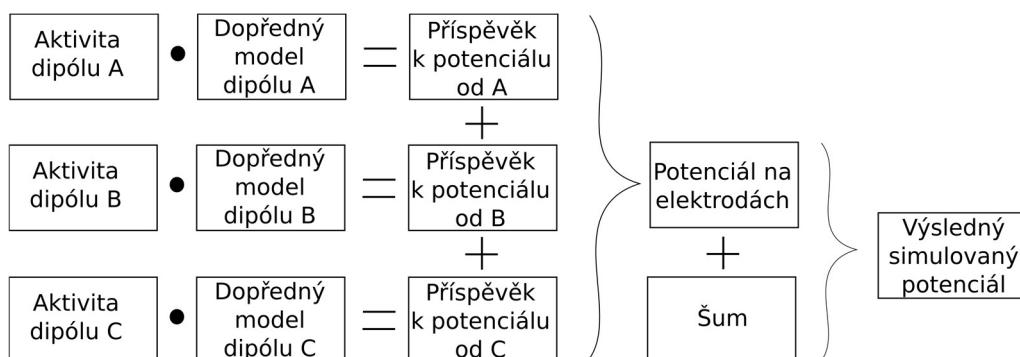 Aktivita
dipólu A
Dopředný
model
dipólu A
Příspěvěk
k potenciálu
od A
Aktivita
dipólu B
Dopředný
model
dipólu B
Příspěvěk
k potenciálu
od B
Aktivita
dipólu C
Dopředný
model
dipólu C
Příspěvěk
k potenciálu
od C
Potenciál na
elektrodách
Šum
Výsledný
simulovaný
potenciál